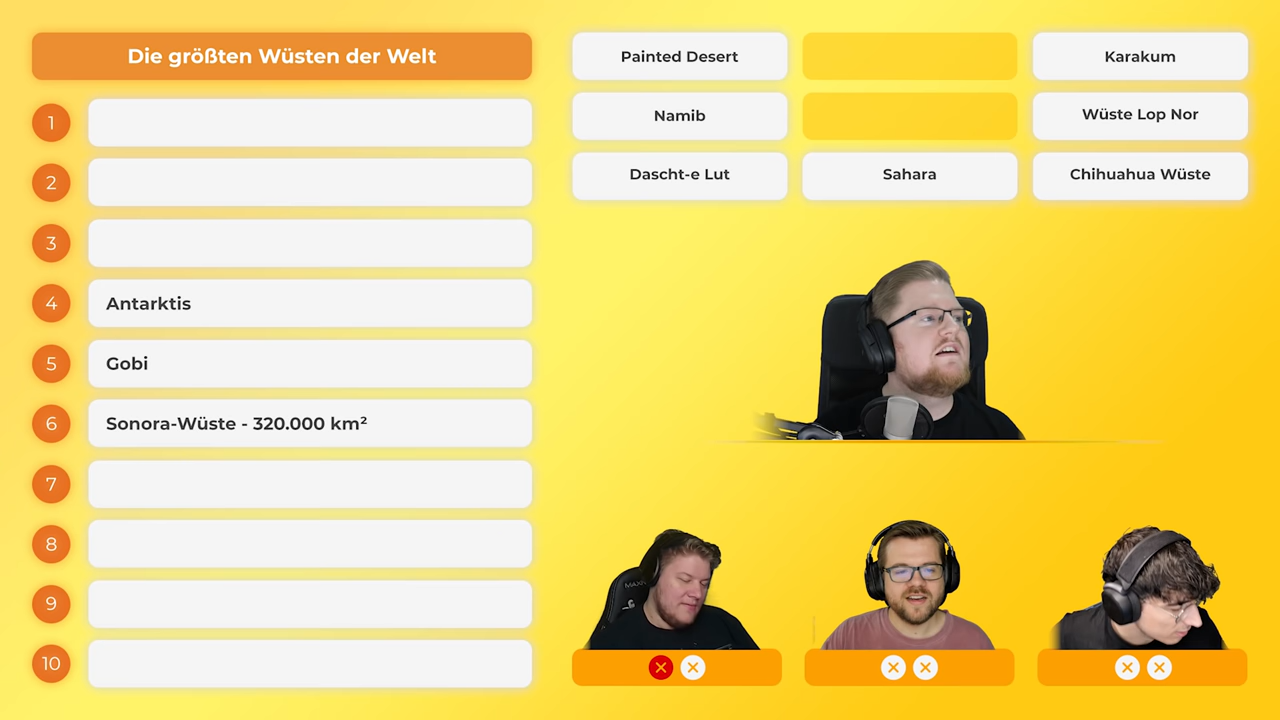 Die größten Wüsten der Welt
1
2
3
4 Antarktis
5 Gobi
6 Sonora-Wüste - 320.000 km²
7
8
9
10
Painted Desert
Karakum
Namib
Wüste Lop Nor
Dascht-e Lut
Sahara
Chihuahua Wüste